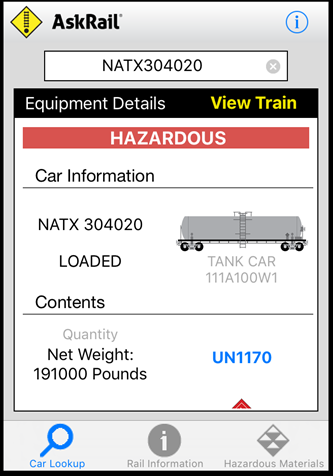 AskRail®
NATX304020
Equipment Details View Train
HAZARDOUS
Car Information
NATX 304020
LOADED
TANK CAR
111A100W1
Contents
Quantity
Net Weight:
191000 Pounds
UN1170
Car Lookup Rail Information Hazardous Materials